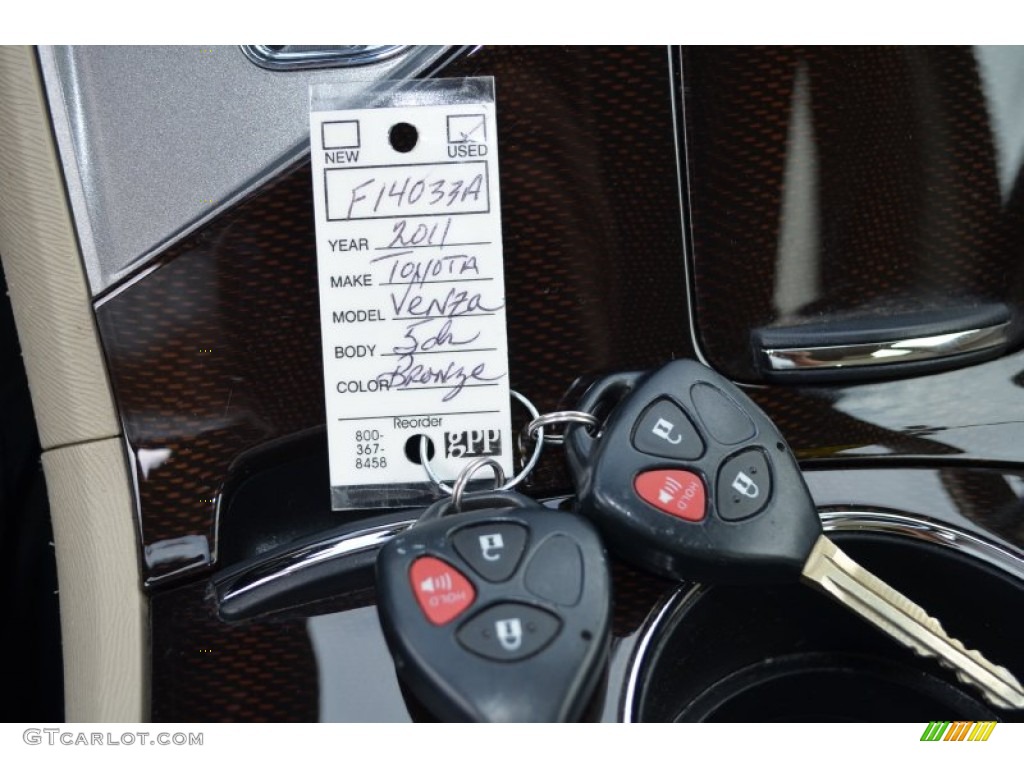 NEW USED
F14033A
YEAR 2011
MAKE TOYOTA
MODEL Venza
BODY 5dr
COLOR Bronze
Reorder
800-
367-
8458
gpp
HOLD
HOLD
GTCARLOT.COM